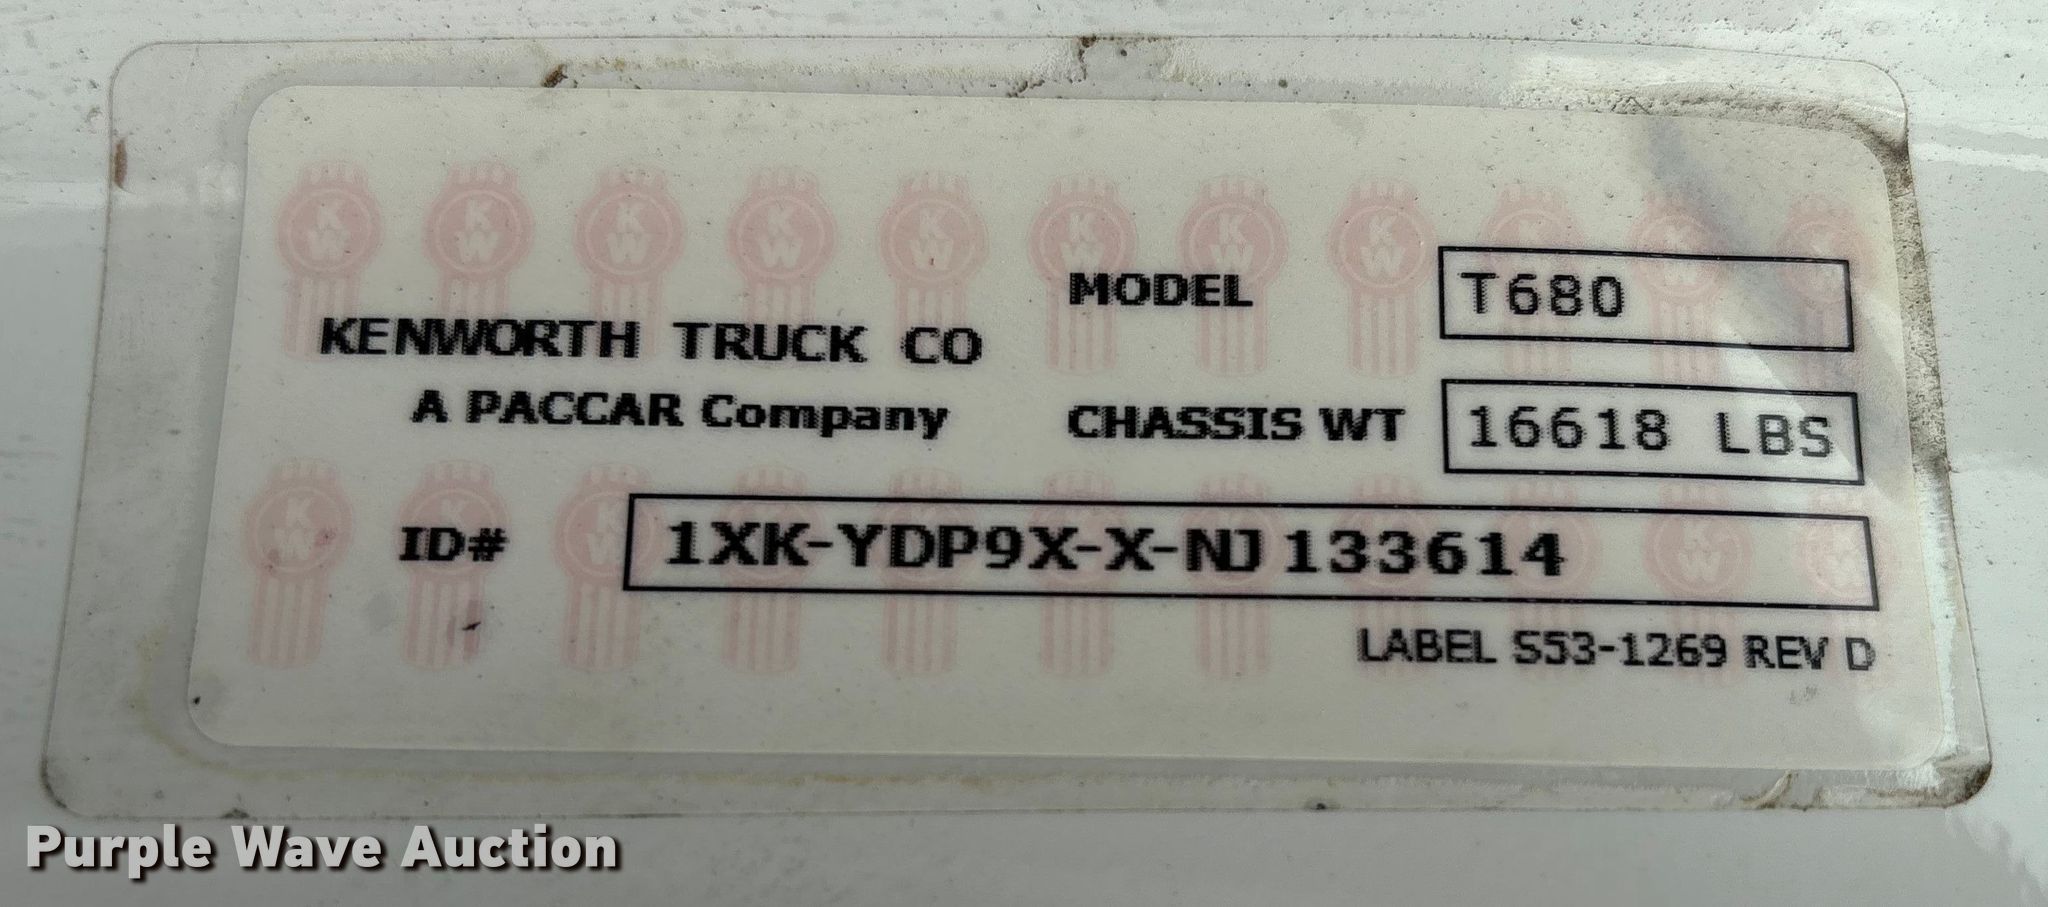 MODEL T680
KENWORTH TRUCK CO
A PACCAR Company
CHASSIS WT 16618 LBS
ID# 1XK-YDP9X-X-NJ133614
LABEL S53-1269 REV D
Purple Wave Auction